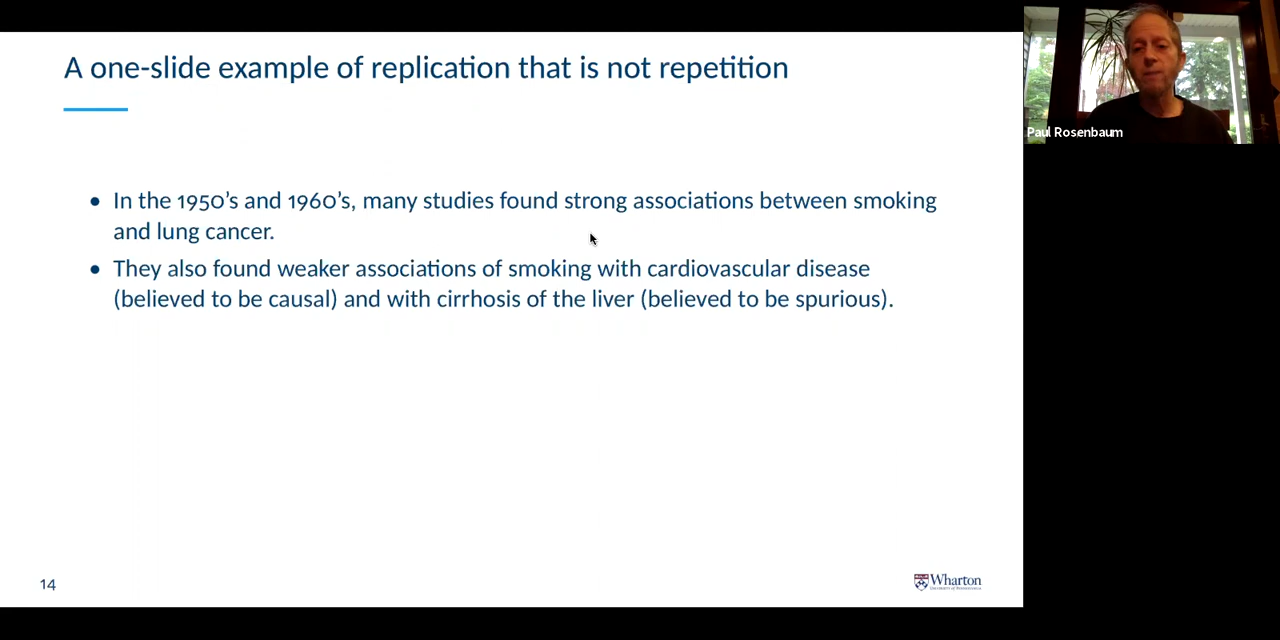 A one-slide example of replication that is not repetition
Paul Rosenbaum
• In the 1950's and 1960's, many studies found strong associations between smoking
and lung cancer.
• They also found weaker associations of smoking with cardiovascular disease
(believed to be causal) and with cirrhosis of the liver (believed to be spurious).
14
Wharton
UNIVERSITY of PENNSYLVANIA